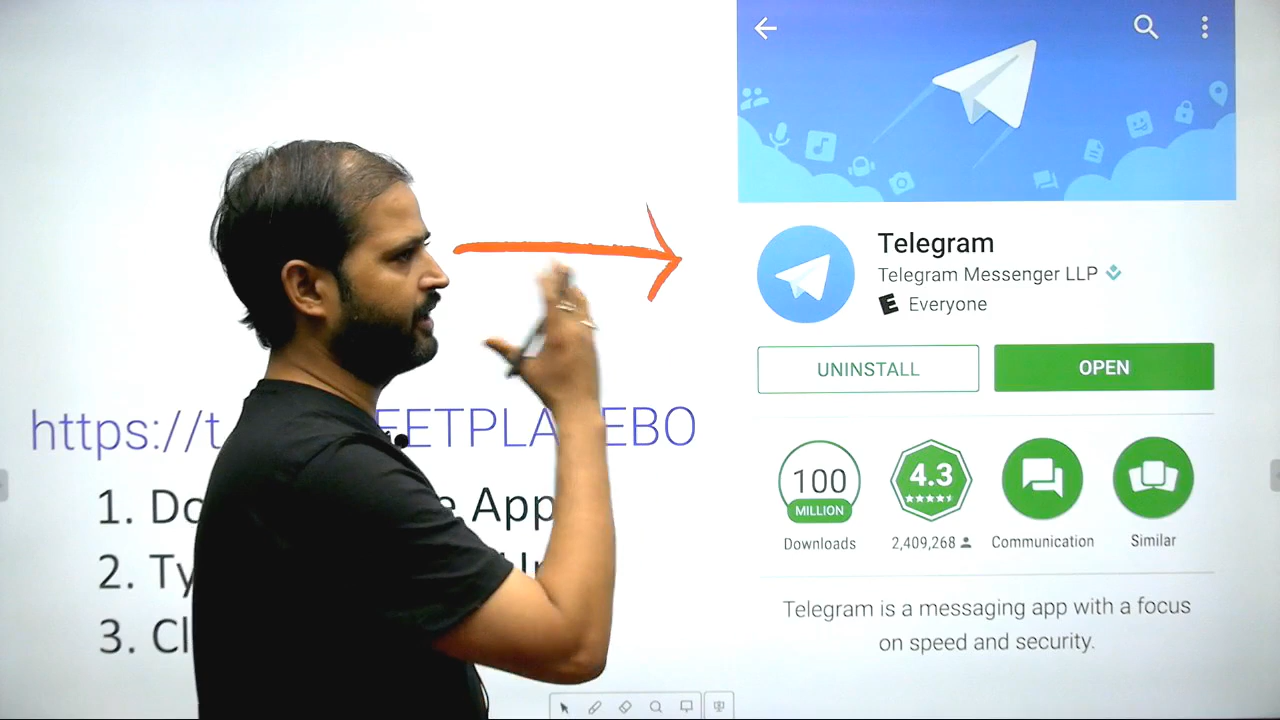 https://t. EETPLA EBO
1. Do e App
2. Ty
3. Cl
Telegram
Telegram Messenger LLP
E Everyone
UNINSTALL
OPEN
100
MILLION
Downloads
4.3
2,409,268
Communication
Similar
Telegram is a messaging app with a focus
on speed and security.